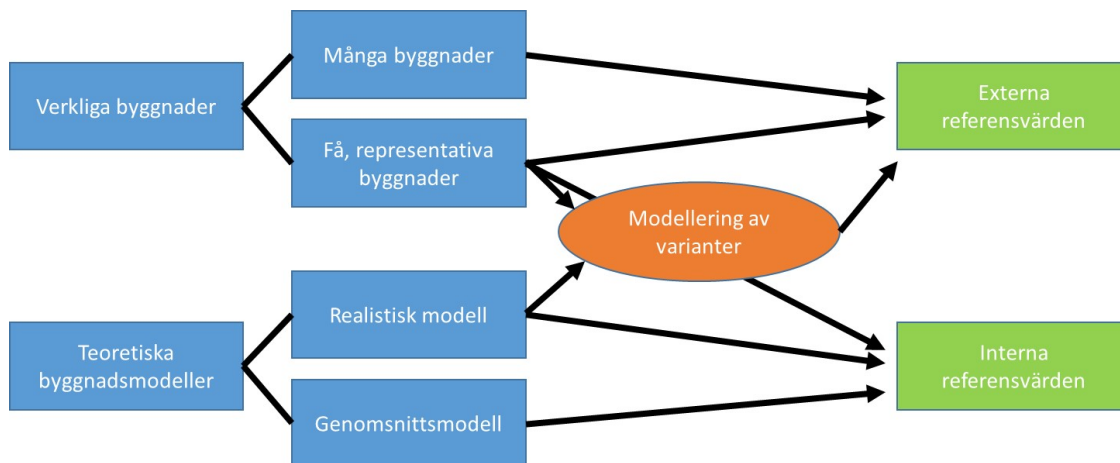 Många byggnader
Verkliga byggnader
Externa
referensvärden
Få, representativa
byggnader
Modellering av
varianter
Realistisk modell
Teoretiska
byggnadsmodeller
Interna
referensvärden
Genomsnittsmodell